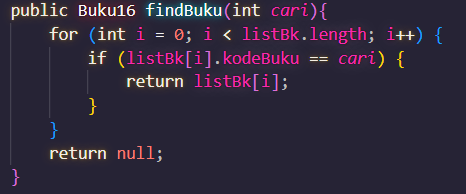 public Buku16 findBuku(int cari){
    for (int i = 0; i < listBk.length; i++) {
        if (listBk[i].kodeBuku == cari) {
            return listBk[i];
        }
    }
    return null;
}